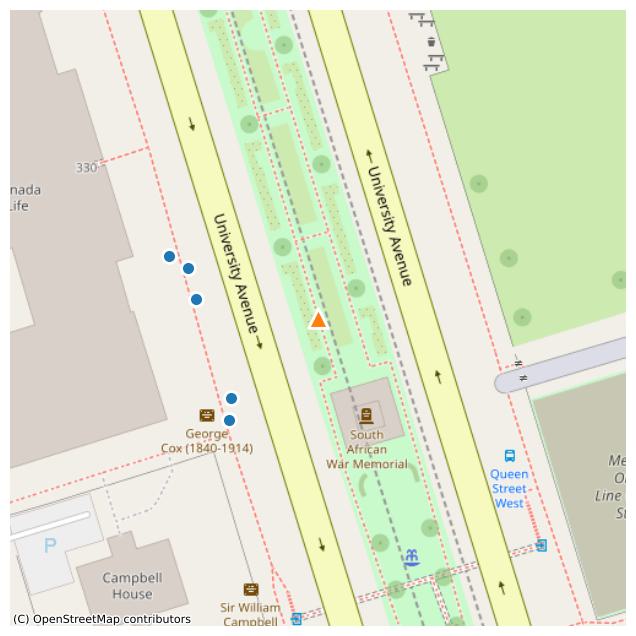 330
nada
Life
University Avenue
University Avenue
George
Cox (1840-1914)
South
African
War Memorial
Queen
Street
West
Me
O
Line
S
P
Campbell
House
Sir William
Campbell
(C) OpenStreetMap contributors